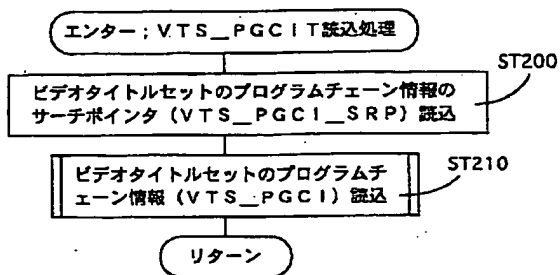 エンター；VTS__PGCIT読込処理
ST200
ビデオタイトルセットのプログラムチェーン情報の
サーチポインタ（VTS__PGCI__SRP）読込
ST210
ビデオタイトルセットのプログラムチ
ェーン情報（VTS__PGCI）読込
リターン